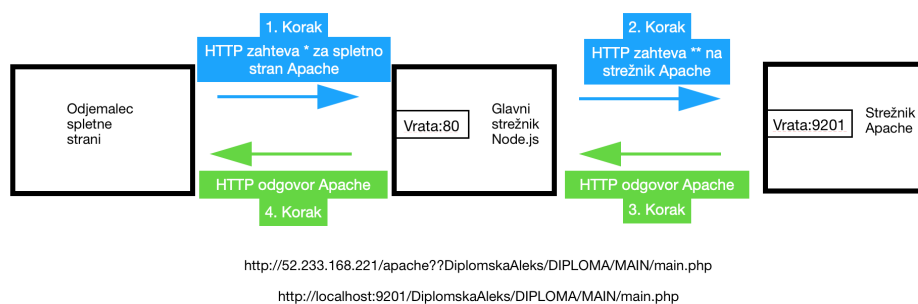 1. Korak
HTTP zahteva * za spletno
stran Apache
2. Korak
HTTP zahteva ** na
strežnik Apache
Odjemalec
spletne
strani
Vrata:80
Glavni
strežnik
Node.js
Vrata:9201
Strežnik
Apache
HTTP odgovor Apache
4. Korak
HTTP odgovor Apache
3. Korak
http://52.233.168.221/apache??DiplomskaAleks/DIPLOMA/MAIN/main.php
http://localhost:9201/DiplomskaAleks/DIPLOMA/MAIN/main.php